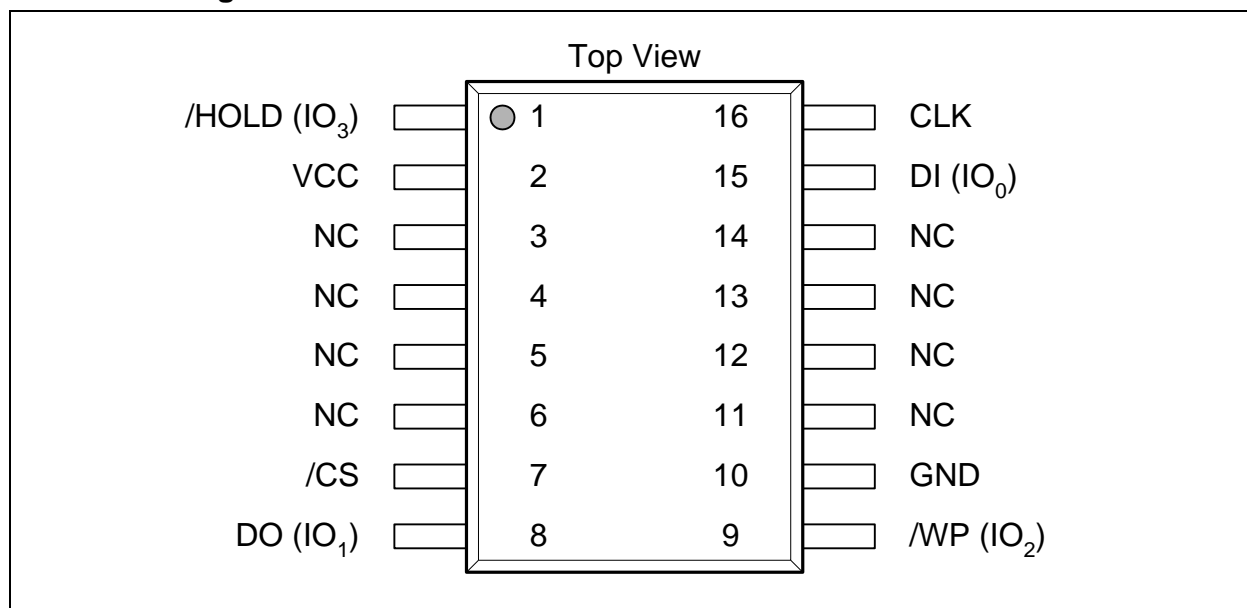 Top View
/HOLD (IO₃) 1 16 CLK
VCC 2 15 DI (IO₀)
NC 3 14 NC
NC 4 13 NC
NC 5 12 NC
NC 6 11 NC
/CS 7 10 GND
DO (IO₁) 8 9 /WP (IO₂)